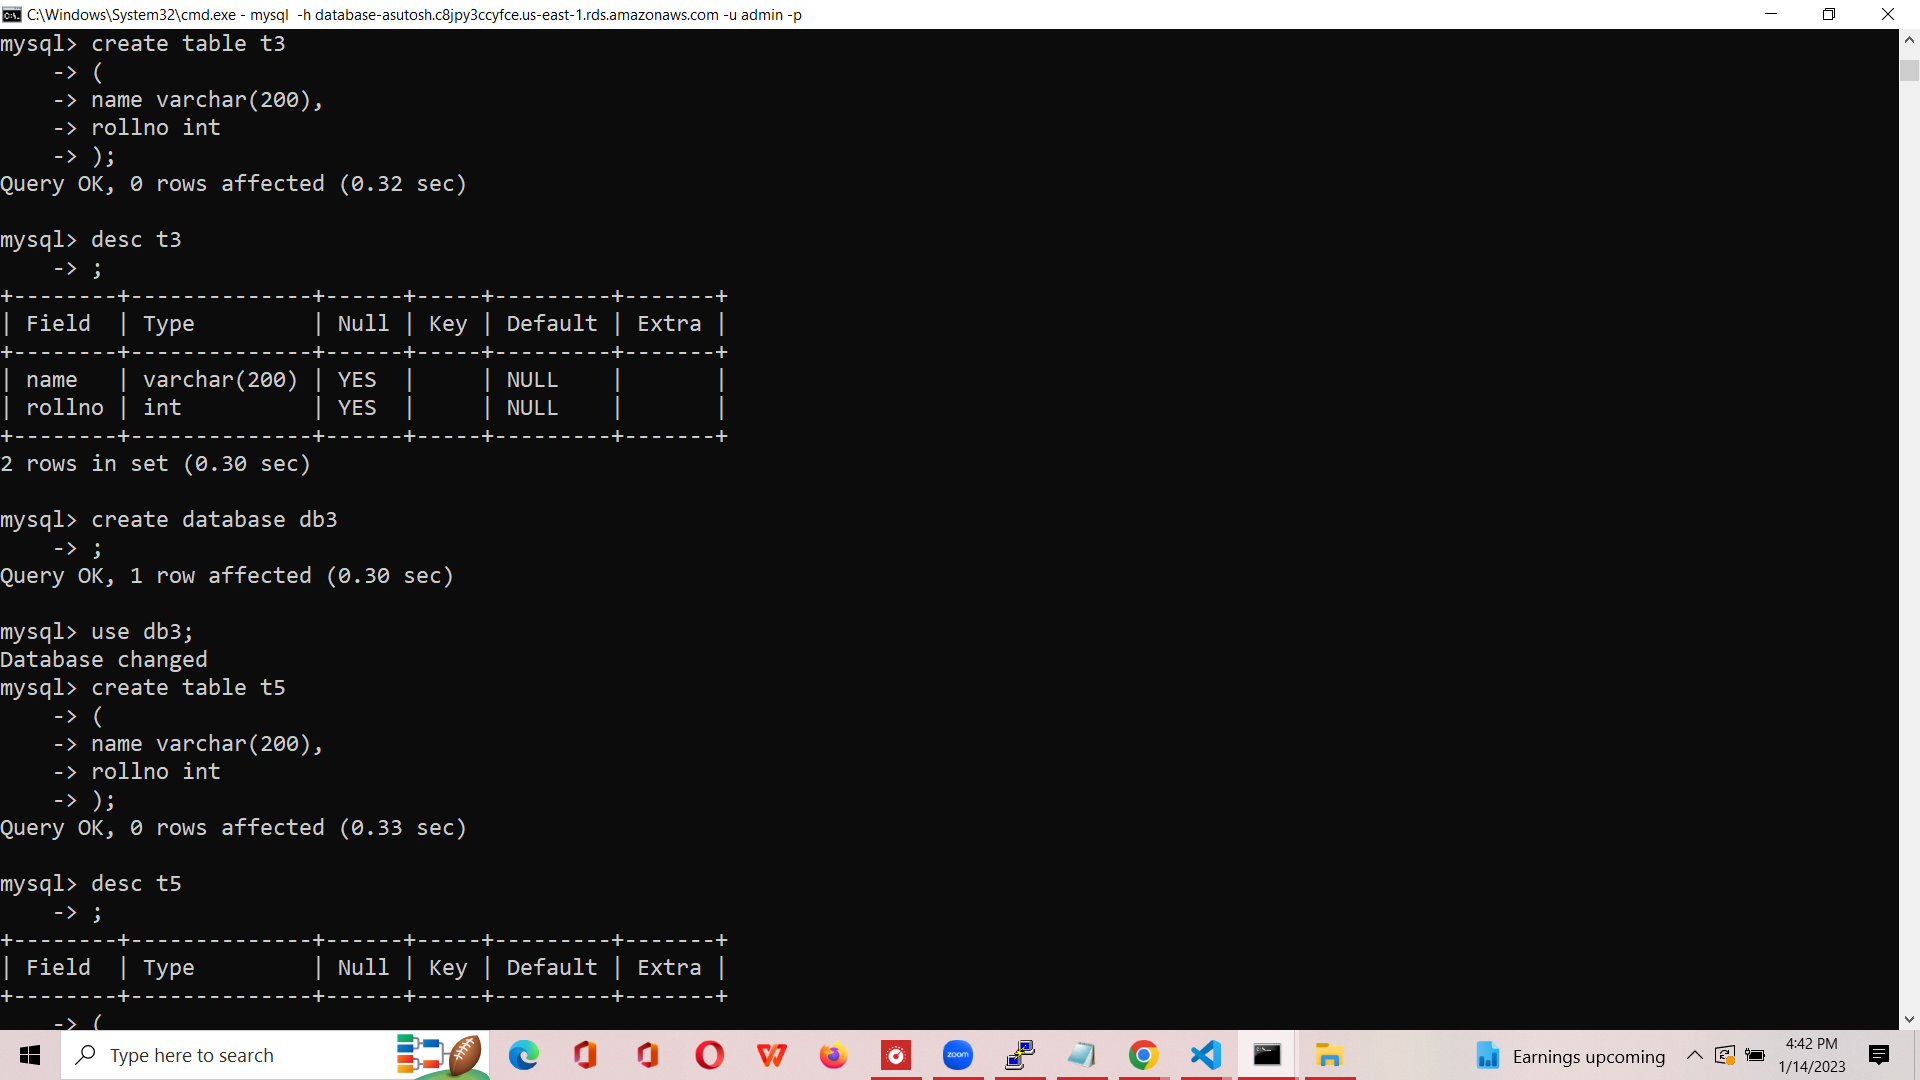 C:\Windows\System32\cmd.exe - mysql  -h database-asutosh.c8jpy3ccyfce.us-east-1.rds.amazonaws.com -u admin -p
mysql> create table t3
    -> (
    -> name varchar(200),
    -> rollno int
    -> );
Query OK, 0 rows affected (0.32 sec)

mysql> desc t3
    -> ;
+--------+--------------+------+-----+---------+-------+
| Field  | Type         | Null | Key | Default | Extra |
+--------+--------------+------+-----+---------+-------+
| name   | varchar(200) | YES  |     | NULL    |       |
| rollno | int          | YES  |     | NULL    |       |
+--------+--------------+------+-----+---------+-------+
2 rows in set (0.30 sec)

mysql> create database db3
    -> ;
Query OK, 1 row affected (0.30 sec)

mysql> use db3;
Database changed
mysql> create table t5
    -> (
    -> name varchar(200),
    -> rollno int
    -> );
Query OK, 0 rows affected (0.33 sec)

mysql> desc t5
    -> ;
+--------+--------------+------+-----+---------+-------+
| Field  | Type         | Null | Key | Default | Extra |
+--------+--------------+------+-----+---------+-------+
    -> (
Type here to search
zoom
Earnings upcoming
4:42 PM
1/14/2023